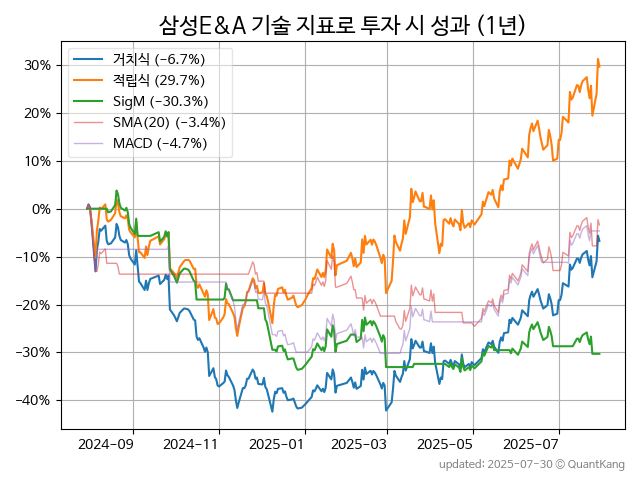 삼성E&A 기술 지표로 투자 시 성과 (1년)
거치식 (−6.7%)
적립식 (29.7%)
SigM (−30.3%)
SMA(20) (−3.4%)
MACD (−4.7%)
30%
20%
10%
0%
−10%
−20%
−30%
−40%
2024-09 2024-11 2025-01 2025-03 2025-05 2025-07
updated: 2025-07-30 © QuantKang